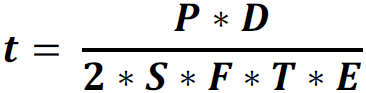 t = P * D / 2 * S * F * T * E